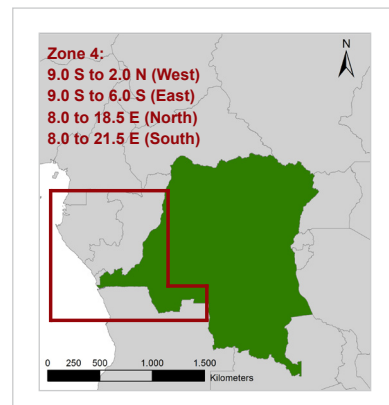 N
Zone 4:
9.0 S to 2.0 N (West)
9.0 S to 6.0 S (East)
8.0 to 18.5 E (North)
8.0 to 21.5 E (South)
0 250 500 1.000 1.500
Kilometers